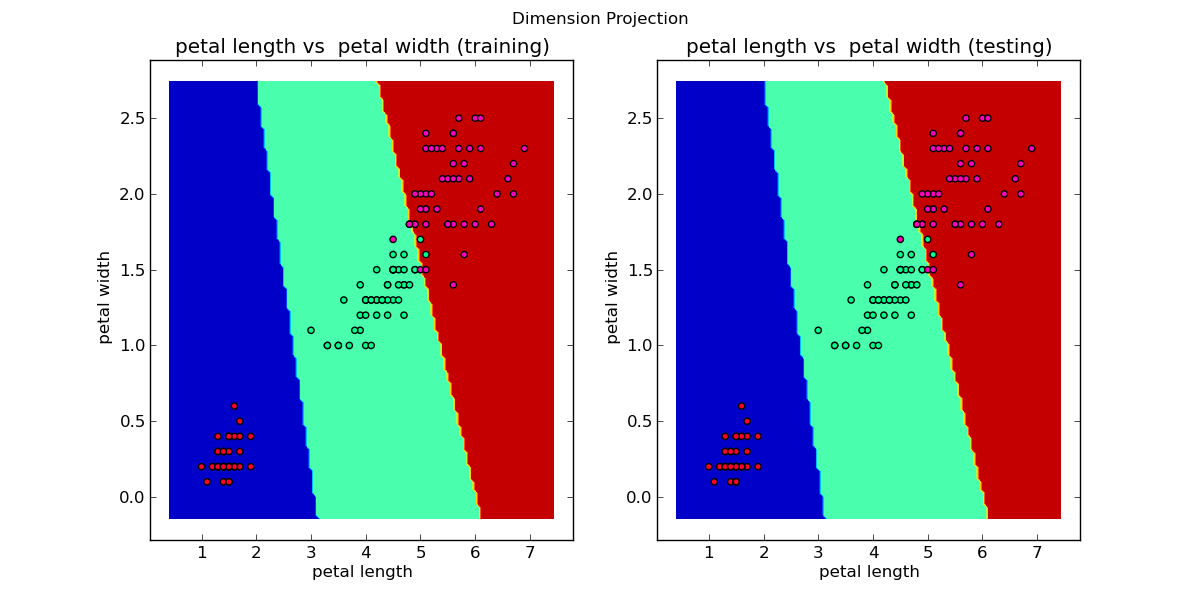 Dimension Projection
petal length vs  petal width (training)
petal width
2.5
2.0
1.5
1.0
0.5
0.0
1 2 3 4 5 6 7
petal length
petal length vs  petal width (testing)
petal width
2.5
2.0
1.5
1.0
0.5
0.0
1 2 3 4 5 6 7
petal length